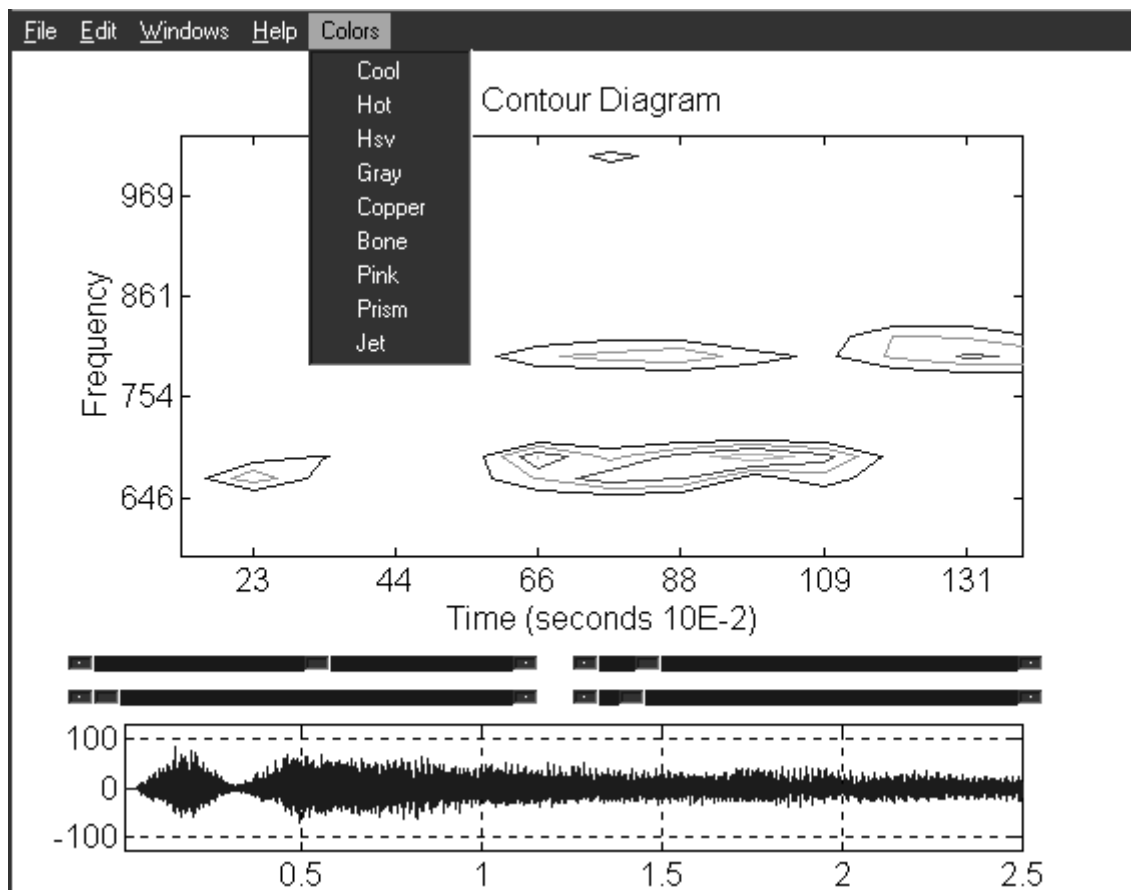 File Edit Windows Help Colors
Cool
Hot
Hsv
Gray
Copper
Bone
Pink
Prism
Jet
Contour Diagram
Frequency
969
861
754
646
23 44 66 88 109 131
Time (seconds 10E-2)
100
0
-100
0.5 1 1.5 2 2.5